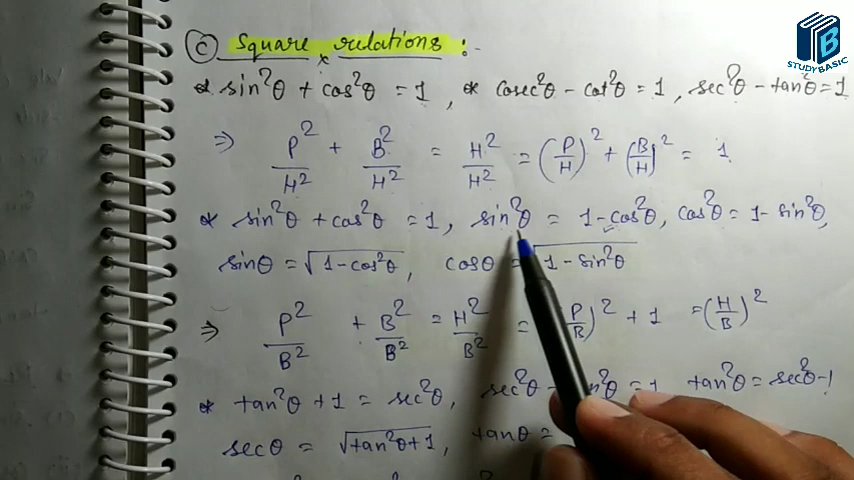 B
STUDYBASIC
(c) Square relations :-
* sin²θ + cos²θ = 1, * cosec²θ - cot²θ = 1, sec²θ - tan²θ = 1
⇒ P²/H² + B²/H² = H²/H² = (P/H)² + (B/H)² = 1
* sin²θ + cos²θ = 1, sin²θ = 1 - cos²θ, cos²θ = 1 - sin²θ,
sinθ = √(1-cos²θ), cosθ = √(1-sin²θ)
⇒ P²/B² + B²/B² = H²/B² = P/B)² + 1 = (H/B)²
* tan²θ + 1 = sec²θ, sec²θ - n²θ = 1 tan²θ = sec²θ - 1
secθ = √(tan²θ+1), tanθ =